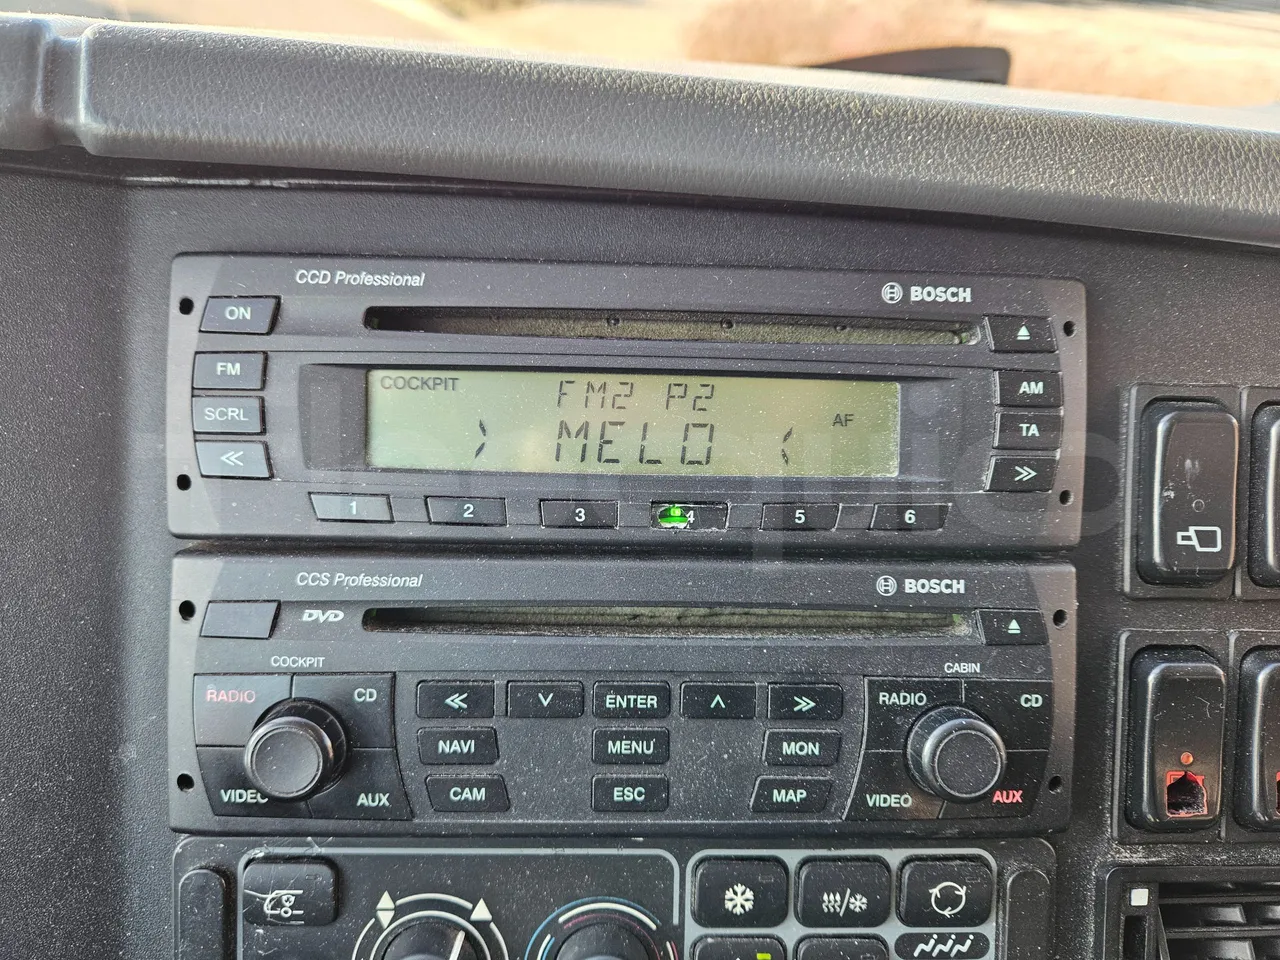 CCD Professional
BOSCH
ON
FM
SCRL
COCKPIT
FM2 P2
> MELO <
AF
AM
TA
1 2 3 4 5 6
CCS Professional
BOSCH
DVD
COCKPIT
CABIN
RADIO CD
ENTER
RADIO CD
NAVI MENU MON
VIDEO AUX
CAM ESC MAP
VIDEO AUX